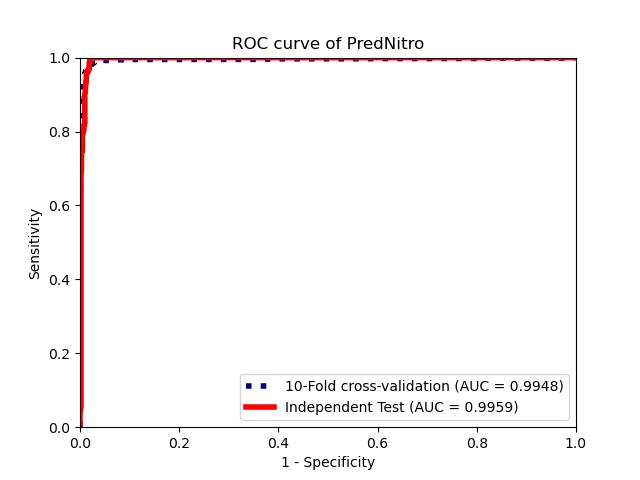 ROC curve of PredNitro
1.0
0.8
0.6
0.4
0.2
0.0
Sensitivity
10-Fold cross-validation (AUC = 0.9948)
Independent Test (AUC = 0.9959)
0.0 0.2 0.4 0.6 0.8 1.0
1 - Specificity